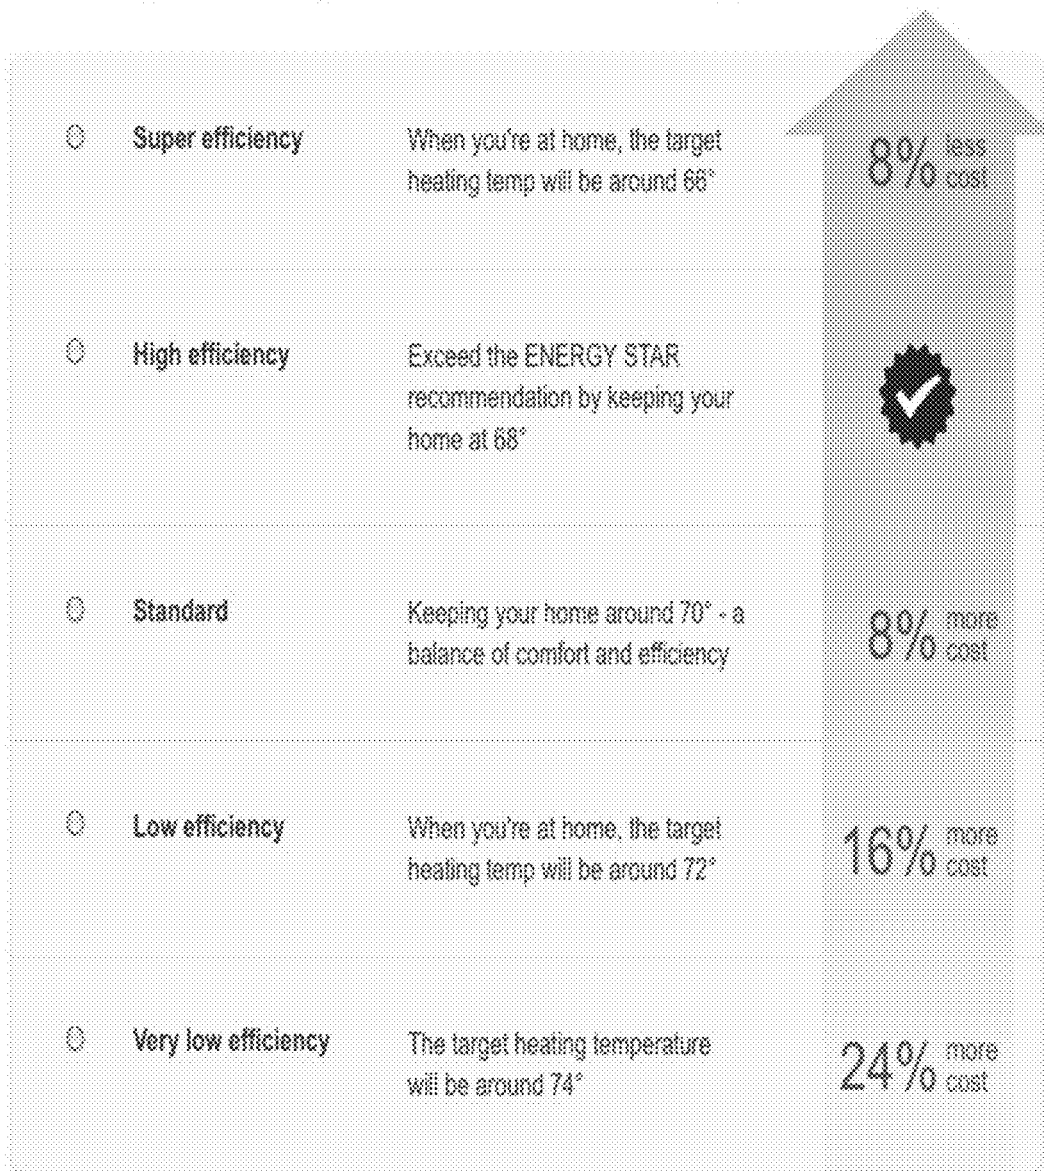 Super efficiency
When you're at home, the target
heating temp will be around 66°
8% less
cost
High efficiency
Exceed the ENERGY STAR
recommendation by keeping your
home at 68°
Standard
Keeping your home around 70° - a
balance of comfort and efficiency
8% more
cost
Low efficiency
When you're at home, the target
heating temp will be around 72°
16% more
cost
Very low efficiency
The target heating temperature
will be around 74°
24% more
cost